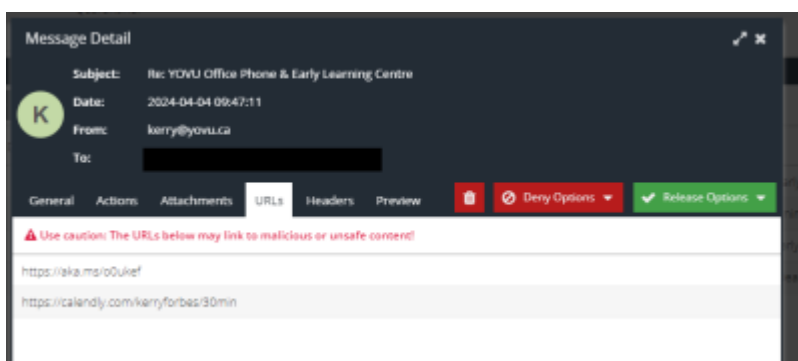 Message Detail
Subject: Re: YOVU Office Phone & Early Learning Centre
K
Date: 2024-04-04 09:47:11
From: kerry@yovu.ca
To:
General Actions Attachments URLs Headers Preview Deny Options Release Options
Use caution: The URLs below may link to malicious or unsafe content!
https://aka.ms/o0ukef
https://calendly.com/kerryforbes/30min